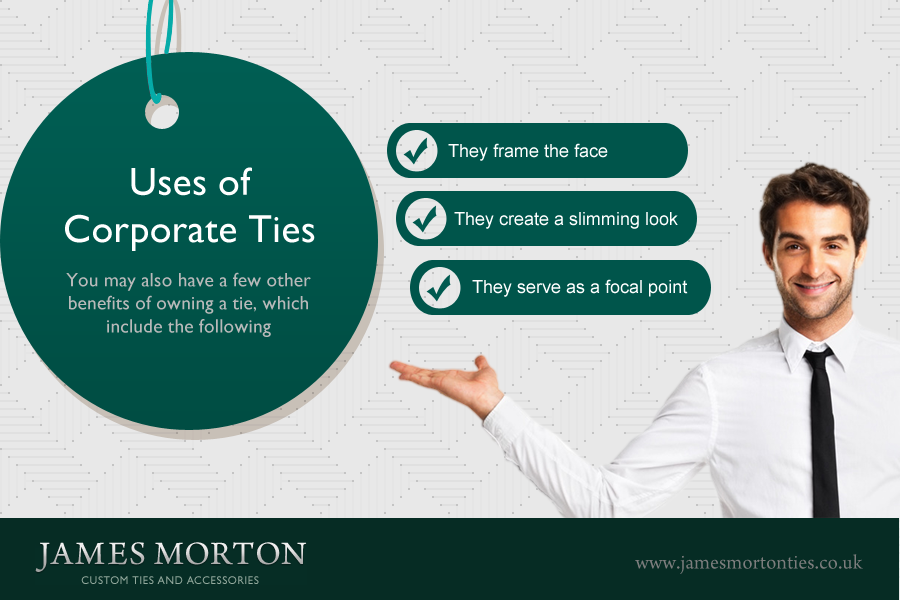 Uses of
Corporate Ties
You may also have a few other
benefits of owning a tie, which
include the following
They frame the face
They create a slimming look
They serve as a focal point
JAMES MORTON
CUSTOM TIES AND ACCESSORIES
www.jamesmortonties.co.uk